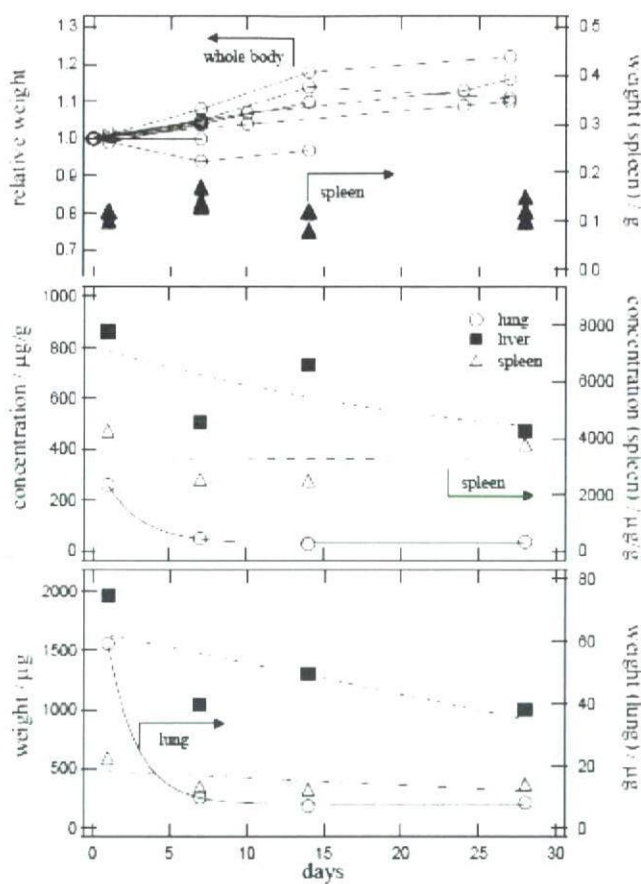 1.3
1.2
1.1
1.0
0.9
0.8
0.7
relative weight
whole body
spleen
0.5
0.4
0.3
0.2
0.1
0.0
weight (spleen) / g
1000
800
600
400
200
0
concentration / µg/g
lung
liver
spleen
spleen
8000
6000
4000
2000
0
concentration (spleen) / µg/g
2000
1500
1000
500
0
weight / µg
lung
80
60
40
20
0
weight (lung) / µg
0 5 10 15 20 25 30
days